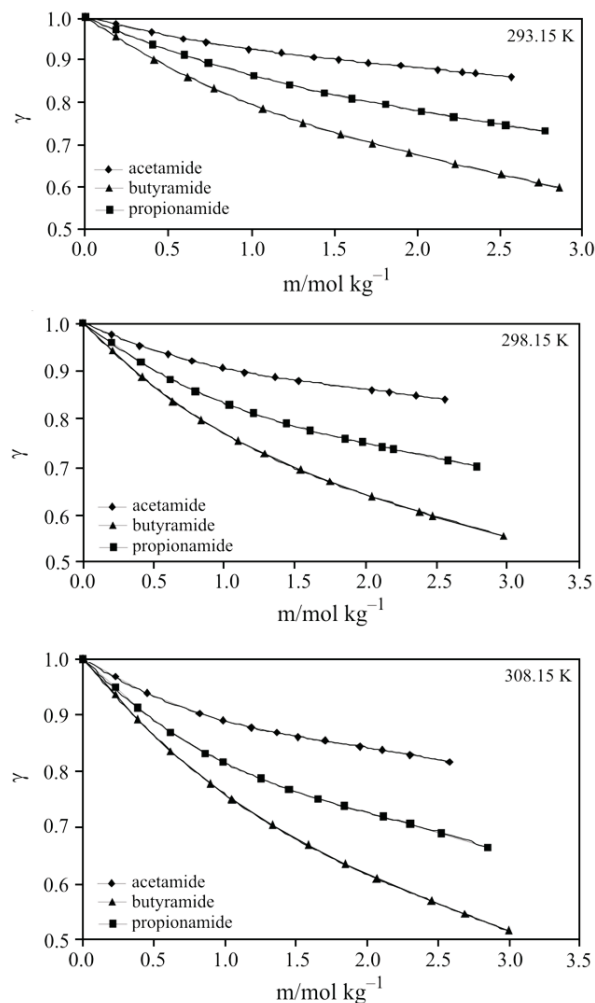 293.15 K
1.0
0.9
0.8
0.7
0.6
0.5
γ
acetamide
butyramide
propionamide
0.0 0.5 1.0 1.5 2.0 2.5 3.0
m/mol kg⁻¹
298.15 K
1.0
0.9
0.8
0.7
0.6
0.5
γ
acetamide
butyramide
propionamide
0.0 0.5 1.0 1.5 2.0 2.5 3.0 3.5
m/mol kg⁻¹
308.15 K
1.0
0.9
0.8
0.7
0.6
0.5
γ
acetamide
butyramide
propionamide
0.0 0.5 1.0 1.5 2.0 2.5 3.0 3.5
m/mol kg⁻¹